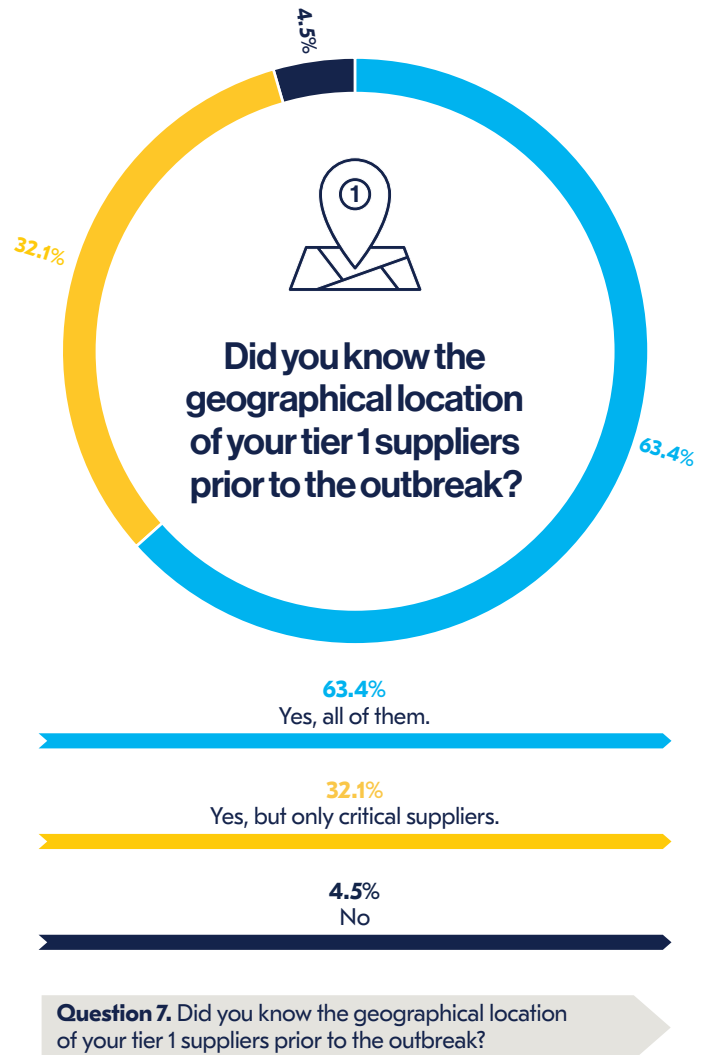 4.5%
32.1%
1
Did you know the
geographical location
of your tier 1 suppliers
prior to the outbreak?
63.4%
63.4%
Yes, all of them.
32.1%
Yes, but only critical suppliers.
4.5%
No
Question 7. Did you know the geographical location
of your tier 1 suppliers prior to the outbreak?